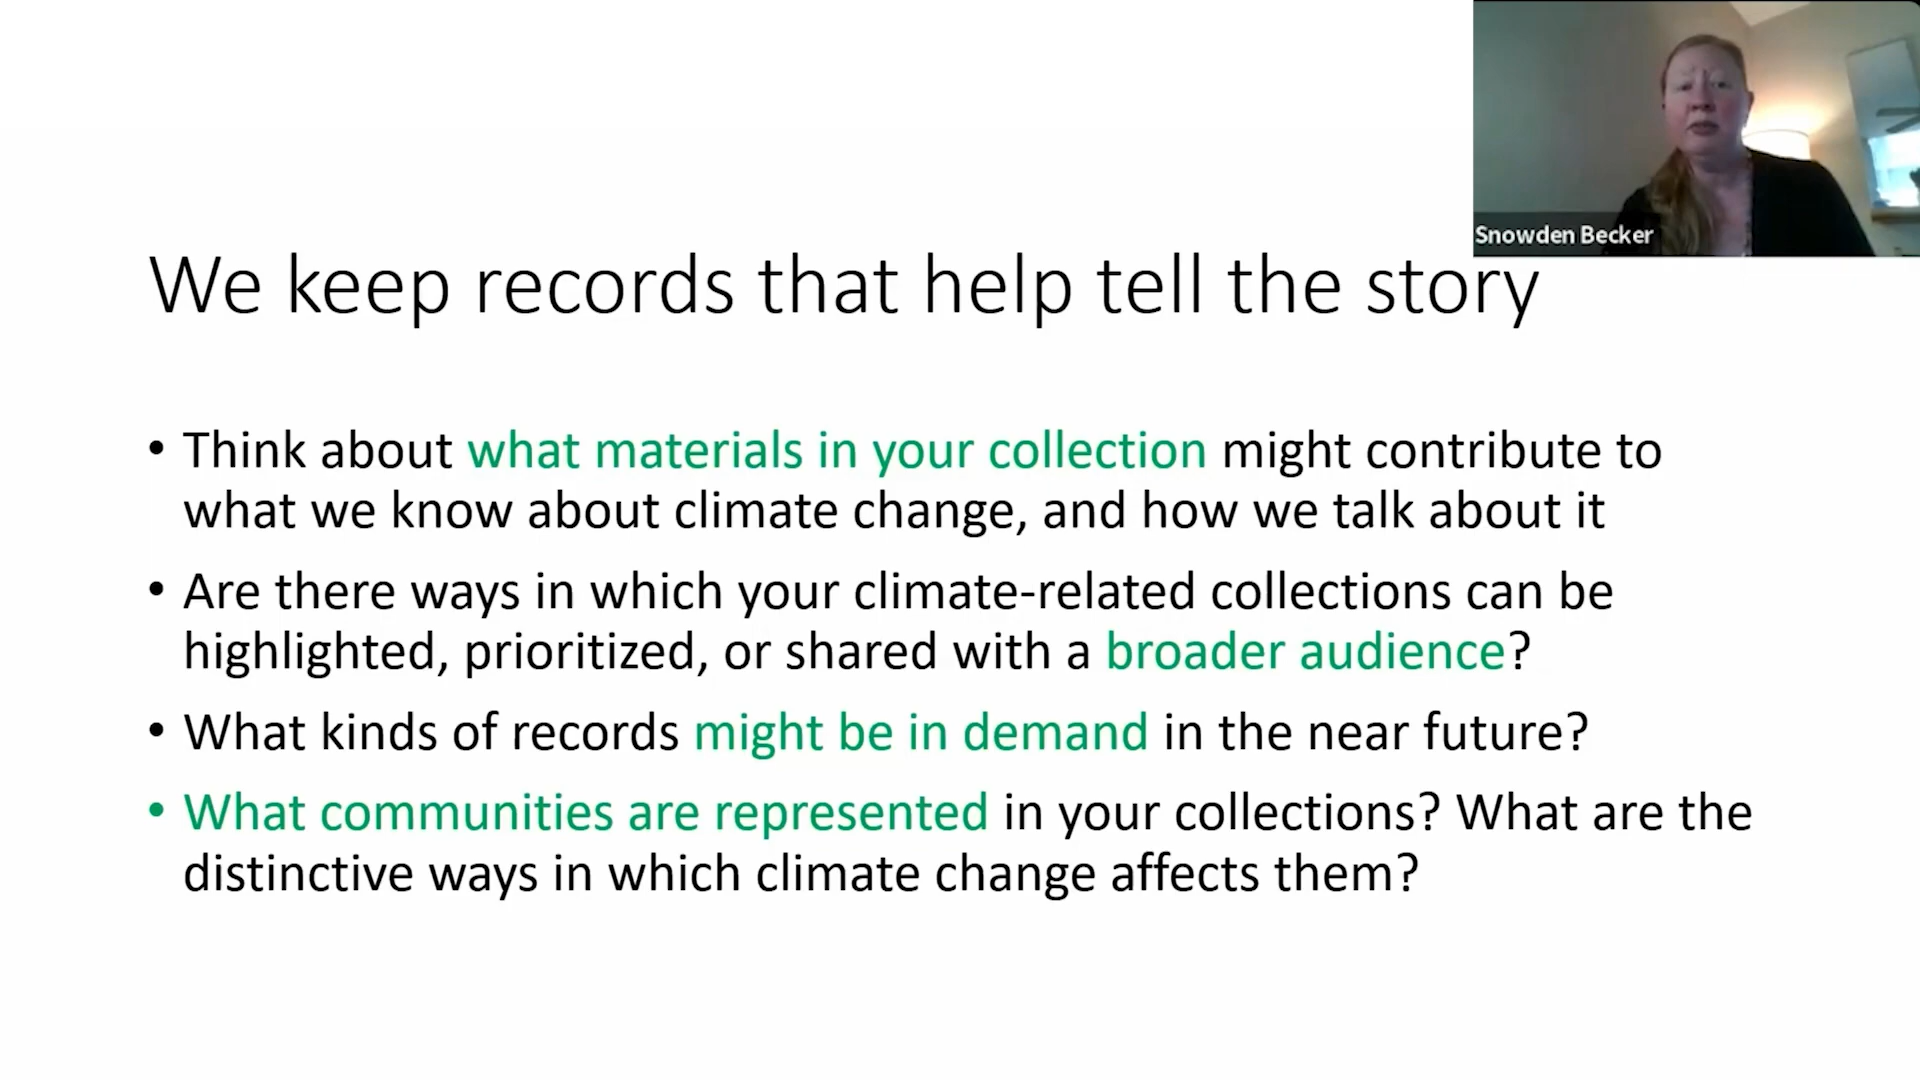 Snowden Becker
We keep records that help tell the story
• Think about what materials in your collection might contribute to
what we know about climate change, and how we talk about it
• Are there ways in which your climate-related collections can be
highlighted, prioritized, or shared with a broader audience?
• What kinds of records might be in demand in the near future?
• What communities are represented in your collections? What are the
distinctive ways in which climate change affects them?